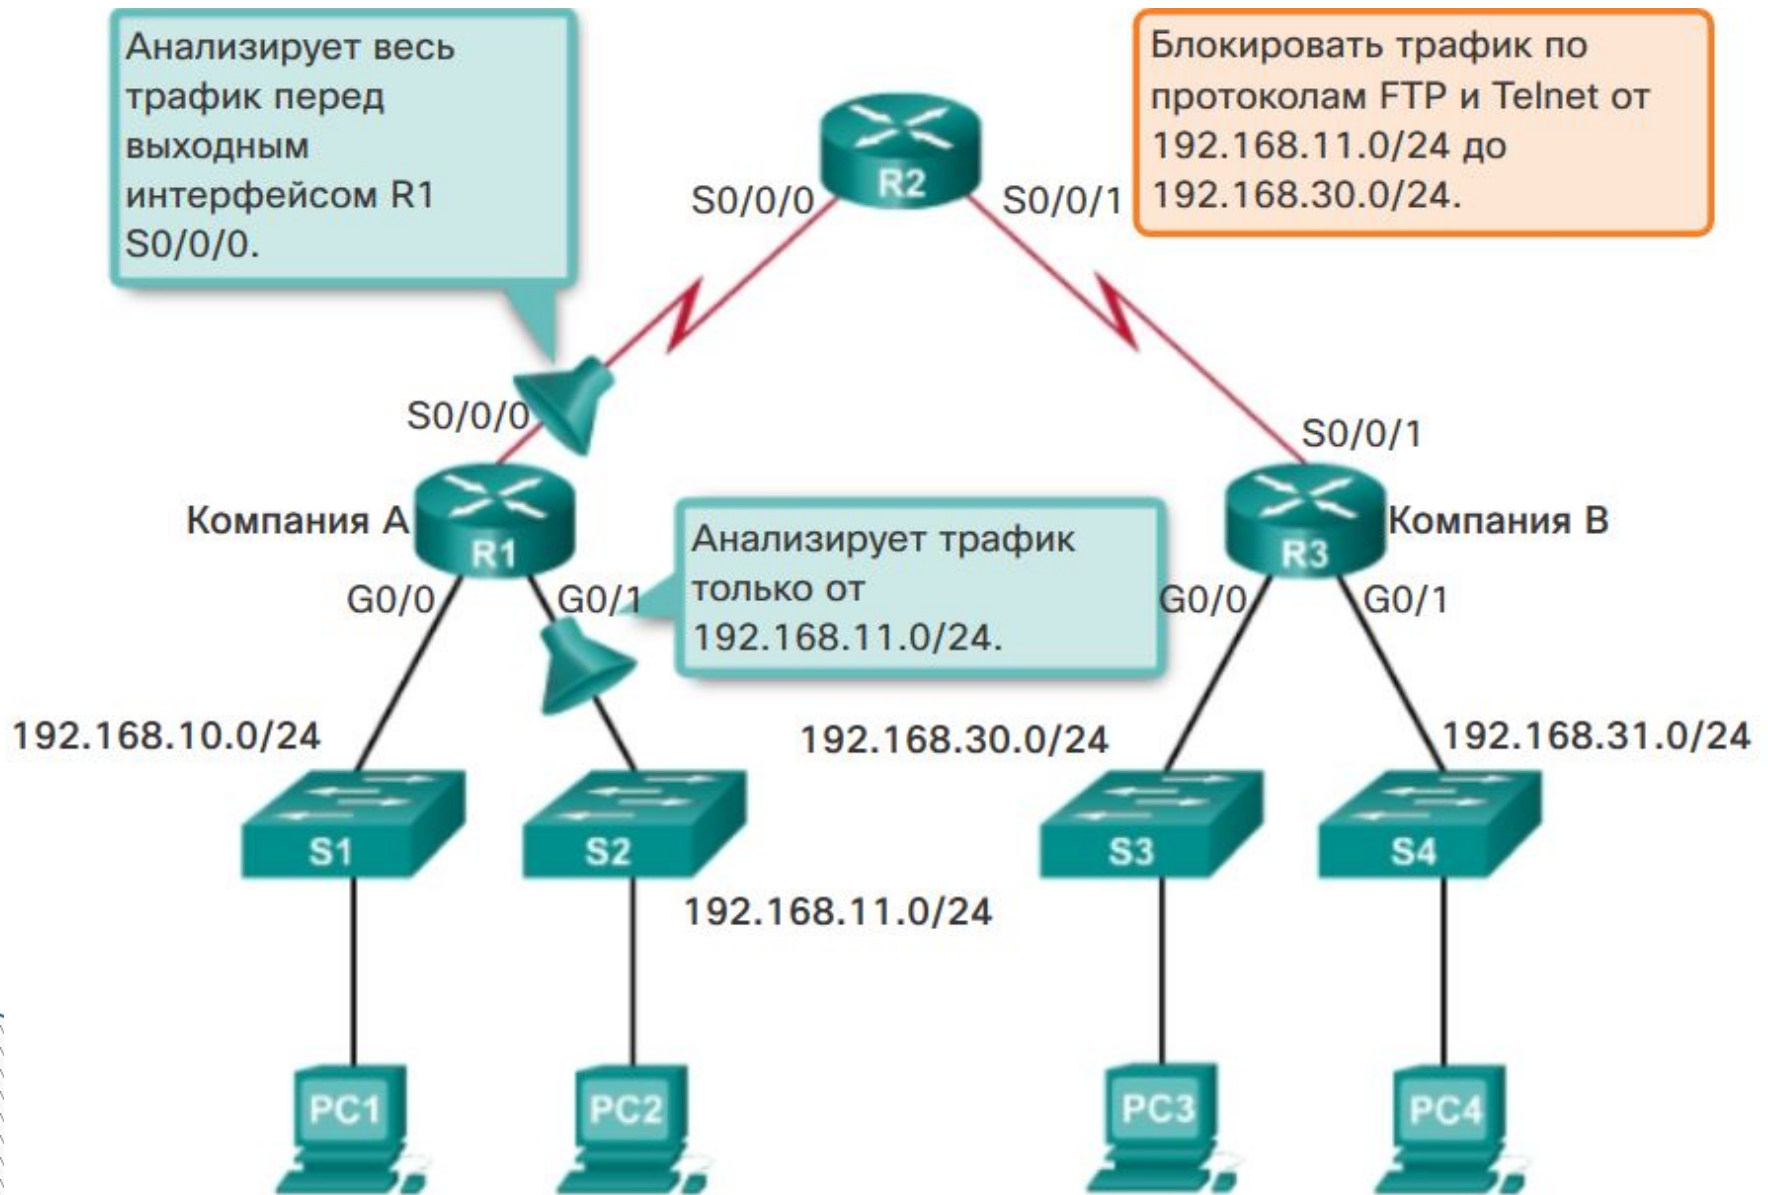 Анализирует весь
трафик перед
выходным
интерфейсом R1
S0/0/0.
Блокировать трафик по
протоколам FTP и Telnet от
192.168.11.0/24 до
192.168.30.0/24.
R2
S0/0/0
S0/0/1
S0/0/0
S0/0/1
Компания A
R1
Анализирует трафик
только от
192.168.11.0/24.
R3
Компания B
G0/0
G0/1
G0/0
G0/1
192.168.10.0/24
192.168.30.0/24
192.168.31.0/24
S1
S2
S3
S4
192.168.11.0/24
PC1
PC2
PC3
PC4